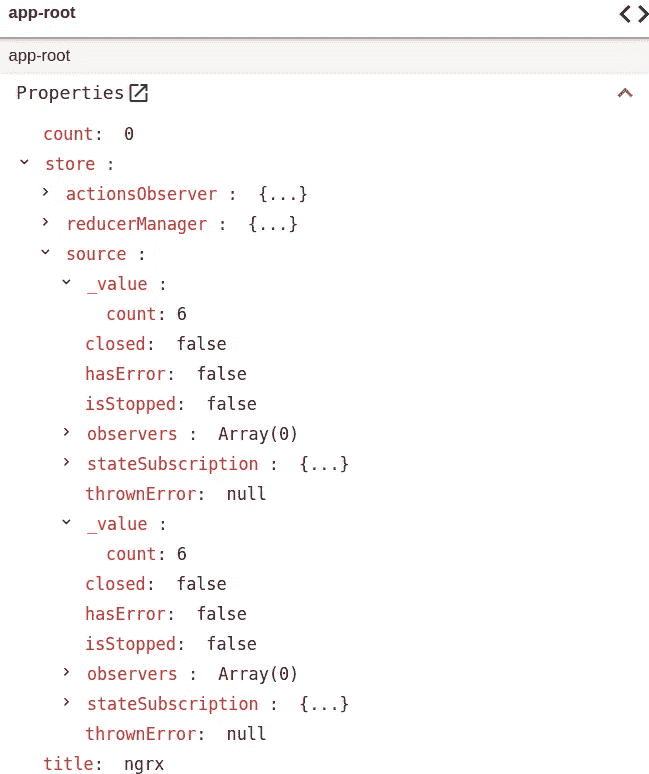 app-root
app-root
Properties
count: 0
store :
actionsObserver : {...}
reducerManager : {...}
source :
_value :
count: 6
closed: false
hasError: false
isStopped: false
observers : Array(0)
stateSubscription : {...}
thrownError: null
_value :
count: 6
closed: false
hasError: false
isStopped: false
observers : Array(0)
stateSubscription : {...}
thrownError: null
title: ngrx